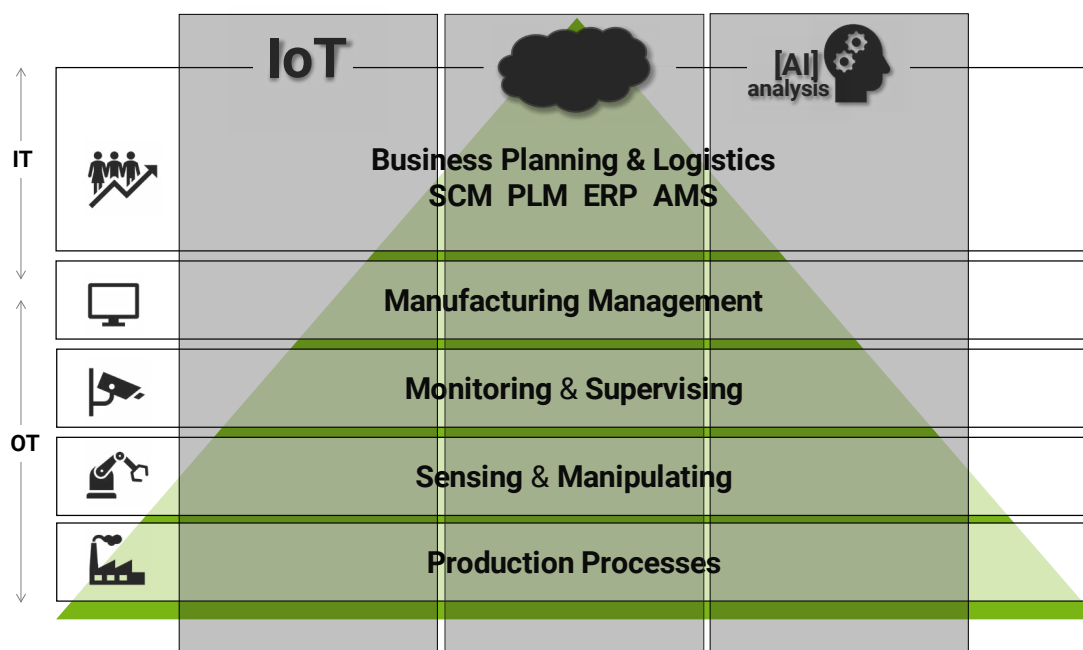 IoT
[AI]
analysis
IT
Business Planning & Logistics
SCM PLM ERP AMS
Manufacturing Management
Monitoring & Supervising
OT
Sensing & Manipulating
Production Processes